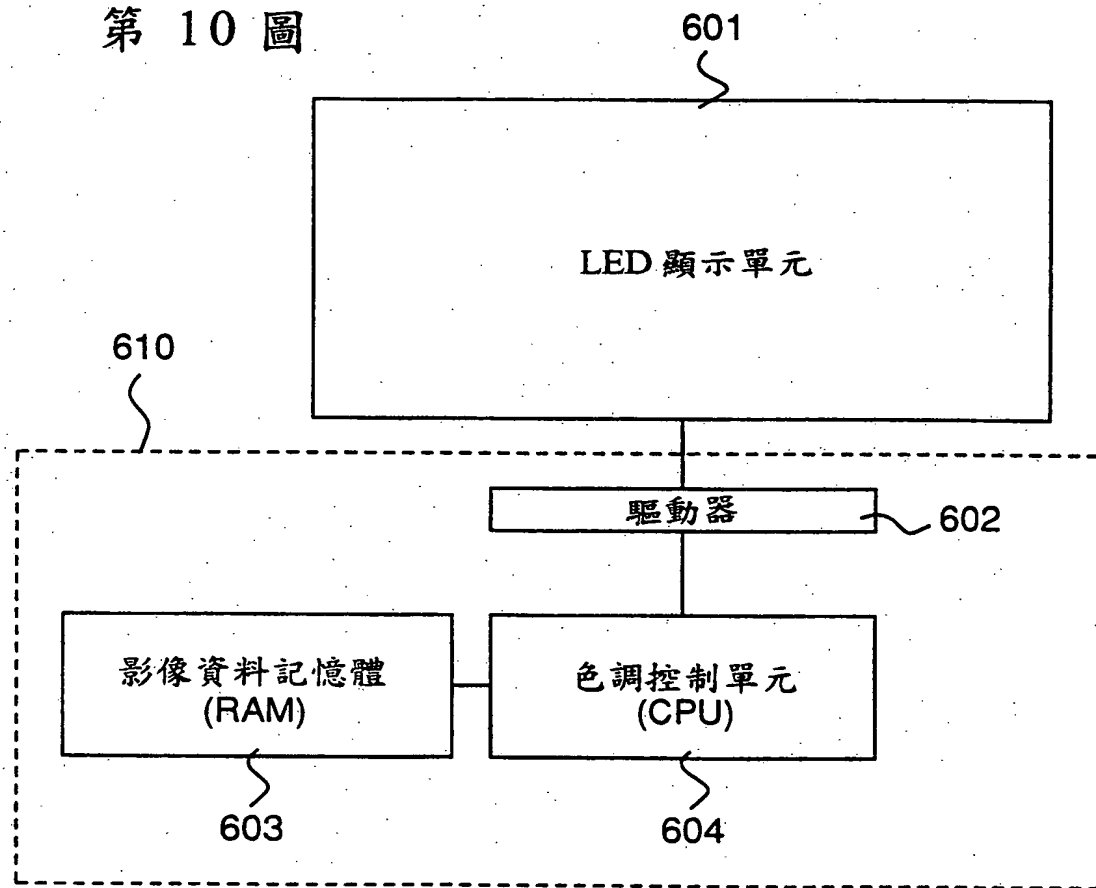 第 10 圖
601
LED 顯示單元
610
驅動器
602
影像資料記憶體
(RAM)
色調控制單元
(CPU)
603
604